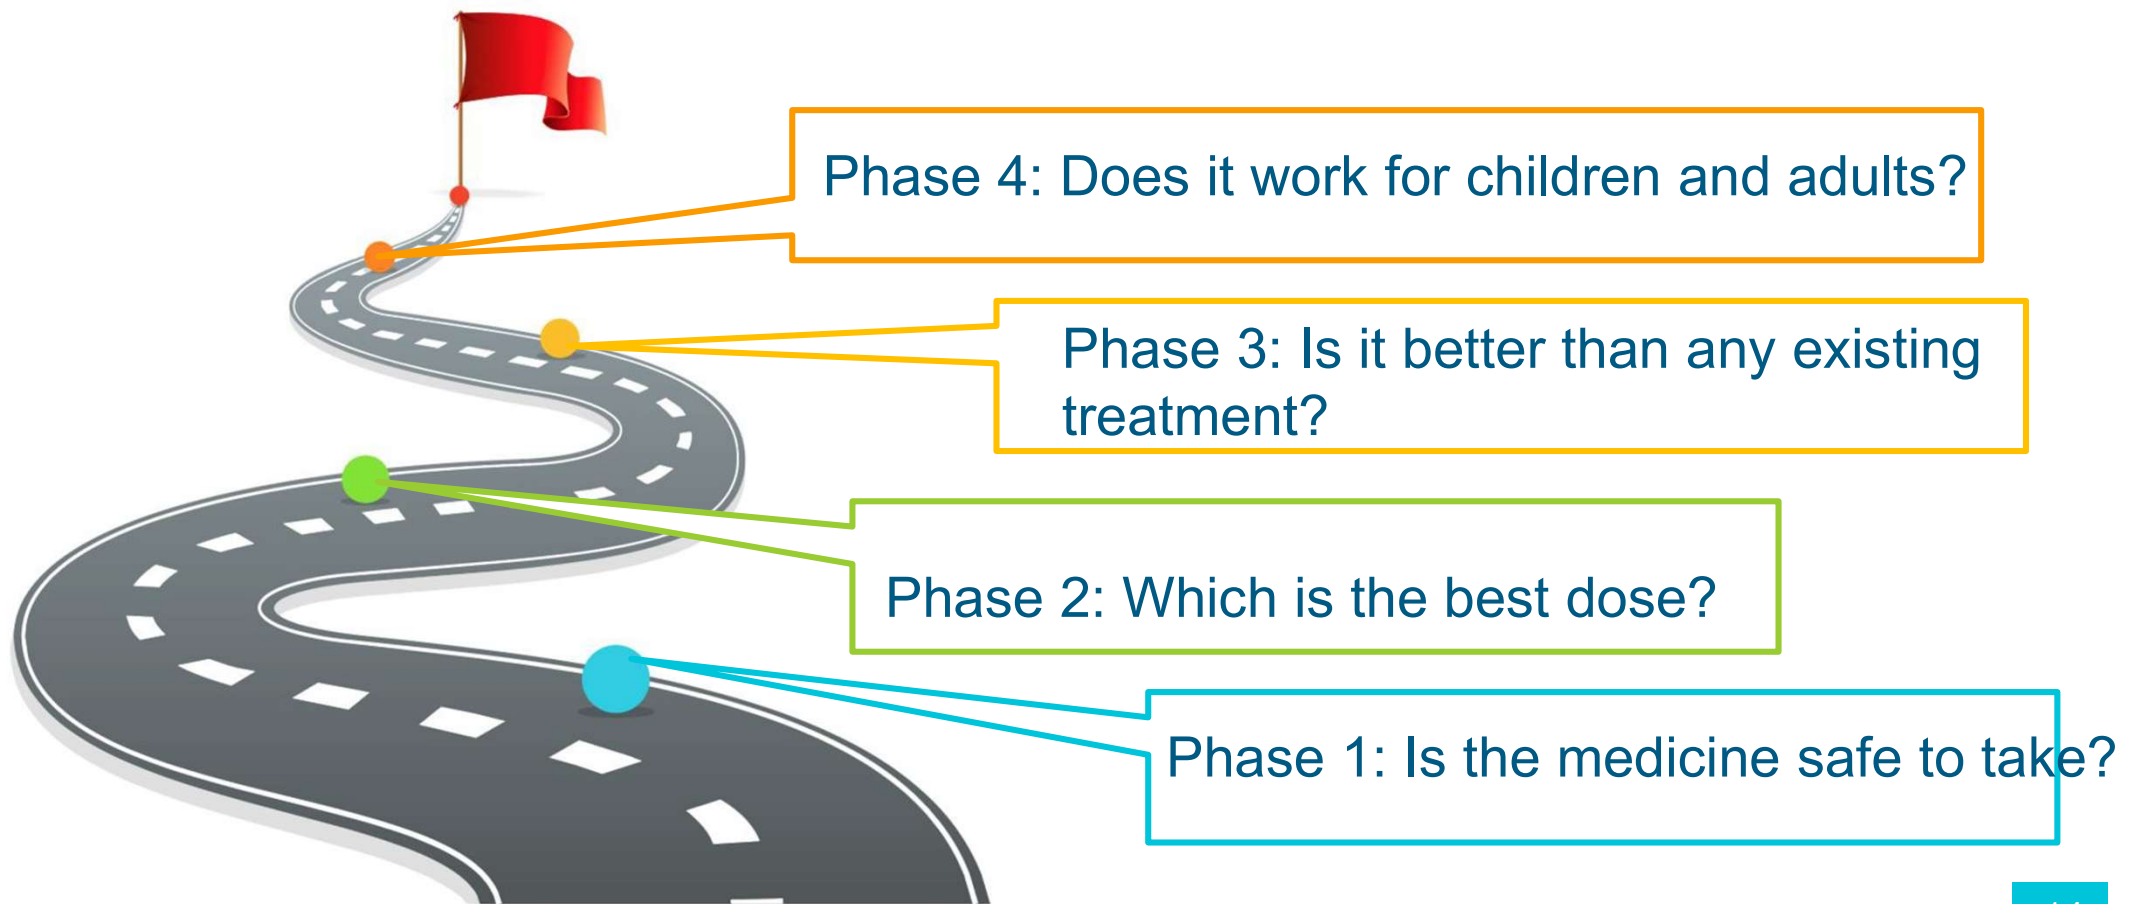 Phase 4: Does it work for children and adults?
Phase 3: Is it better than any existing
treatment?
Phase 2: Which is the best dose?
Phase 1: Is the medicine safe to take?